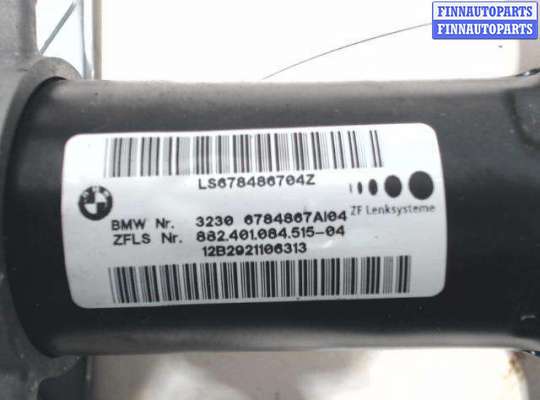 FINNAUTOPARTS
FINNAUTOPARTS
LS678486704Z
BMW Nr. 3230 6784867AI04
ZF Lenksysteme
ZFLS Nr. 882.401.084.515-04
12B2921106313